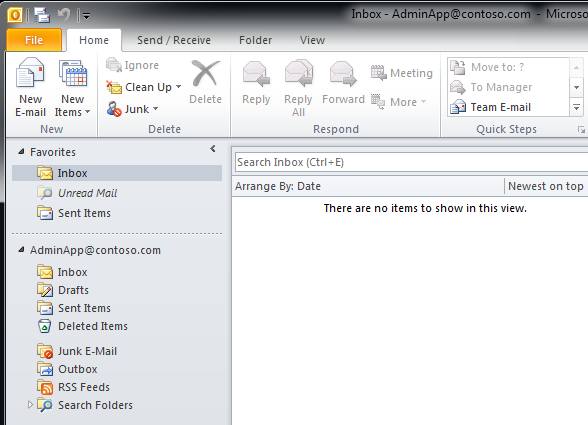 Inbox - AdminApp@contoso.com - Microso
File Home Send / Receive Folder View
New E-mail
New Items
Ignore
Clean Up
Junk
Delete
Reply
Reply All
Forward
Meeting
More
Move to: ?
To Manager
Team E-mail
New Delete Respond Quick Steps
Favorites
Inbox
Unread Mail
Sent Items
AdminApp@contoso.com
Inbox
Drafts
Sent Items
Deleted Items
Junk E-Mail
Outbox
RSS Feeds
Search Folders
Search Inbox (Ctrl+E)
Arrange By: Date Newest on top
There are no items to show in this view.